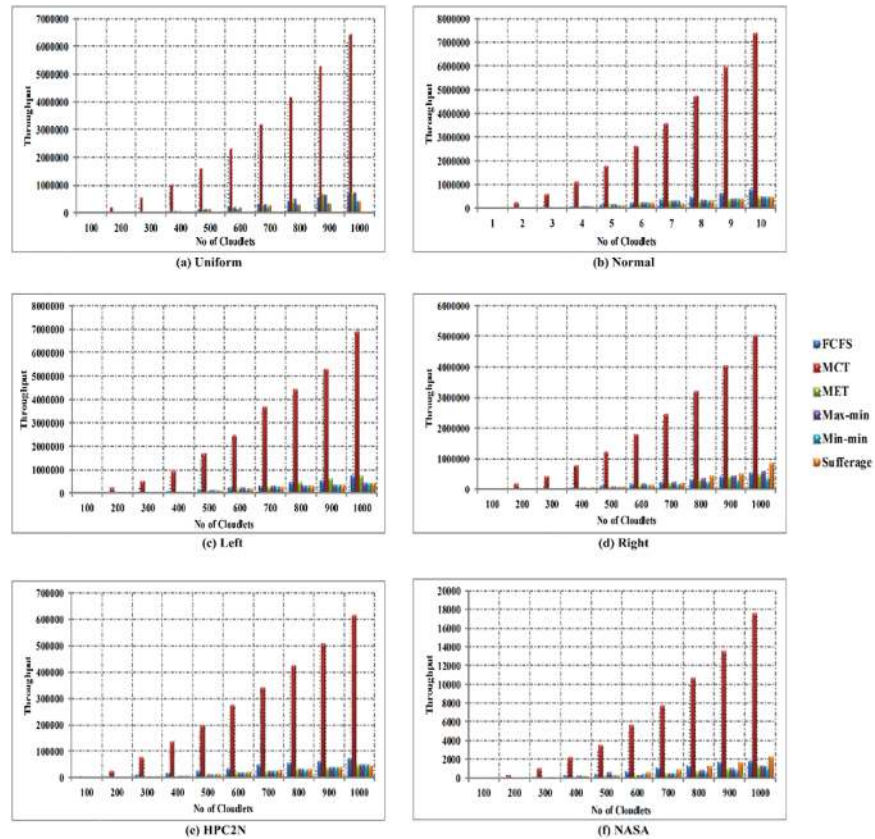 7000000
6000000
5000000
4000000
3000000
2000000
1000000
0
Throughput
100 200 300 400 500 600 700 800 900 1000
No of Cloudlets
(a) Uniform
8000000
7000000
6000000
5000000
4000000
3000000
2000000
1000000
0
Throughput
1 2 3 4 5 6 7 8 9 10
No of Cloudlets
(b) Normal
8000000
7000000
6000000
5000000
4000000
3000000
2000000
1000000
0
Throughput
100 200 300 400 500 600 700 800 900 1000
No of Cloudlets
(c) Left
6000000
5000000
4000000
3000000
2000000
1000000
0
Throughput
100 200 300 400 500 600 700 800 900 1000
No of Cloudlets
(d) Right
FCFS
MCT
MET
Max-min
Min-min
Sufferage
700000
600000
500000
400000
300000
200000
100000
0
Throughput
100 200 300 400 500 600 700 800 900 1000
No of Cloudlets
(e) HPC2N
20000
18000
16000
14000
12000
10000
8000
6000
4000
2000
0
Throughput
100 200 300 400 500 600 700 800 900 1000
No of Cloudlets
(f) NASA